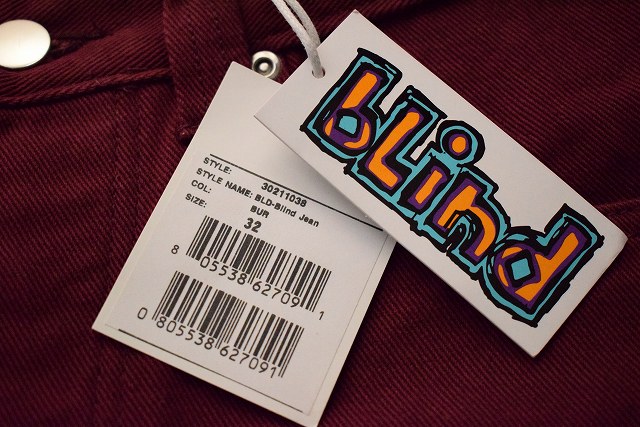 blind
STYLE: 30211038
STYLE NAME: BLD-Blind Jean
COL: BUR
SIZE: 32
8 05538 62709 1
0 805538 627091